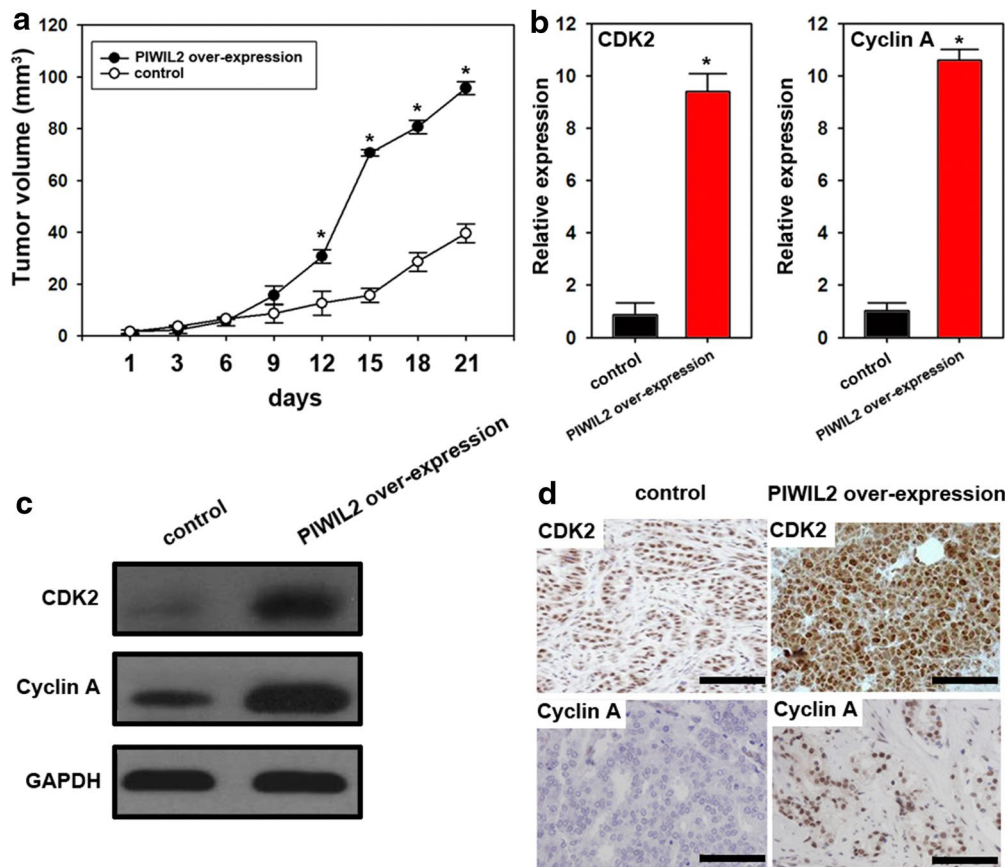 a
Tumor volume (mm³)
120
100
80
60
40
20
0
PIWIL2 over-expression
control
*
*
*
*
1 3 6 9 12 15 18 21
days
b
Relative expression
12
10
8
6
4
2
0
CDK2
*
control
PIWIL2 over-expression
Relative expression
12
10
8
6
4
2
0
Cyclin A
*
control
PIWIL2 over-expression
c
control
PIWIL2 over-expression
CDK2
Cyclin A
GAPDH
d
control PIWIL2 over-expression
CDK2 CDK2
Cyclin A Cyclin A